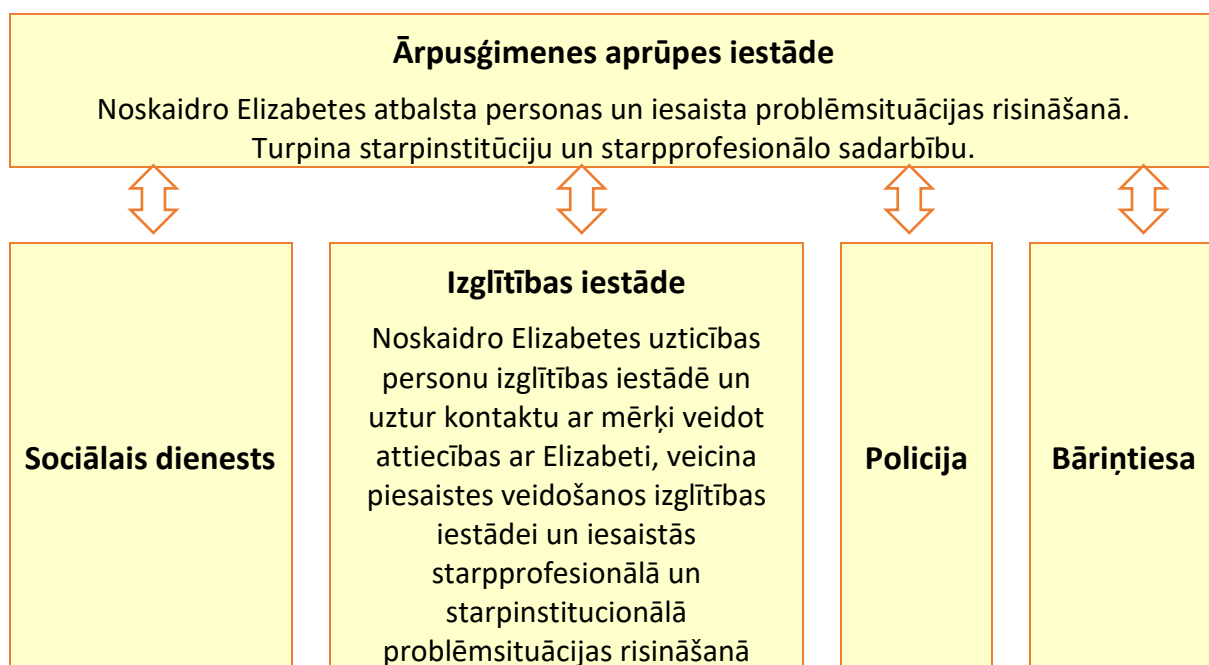 Ārpusģimenes aprūpes iestāde
Noskaidro Elizabetes atbalsta personas un iesaista problēmsituācijas risināšanā.
Turpina starpinstitūciju un starpprofesionālo sadarbību.
Sociālais dienests
Izglītības iestāde
Noskaidro Elizabetes uzticības
personu izglītības iestādē un
uztur kontaktu ar mērķi veidot
attiecības ar Elizabeti, veicina
piesaistes veidošanos izglītības
iestādei un iesaistās
starpprofesionālā un
starpinstitucionālā
problēmsituācijas risināšanā
Policija
Bāriņtiesa